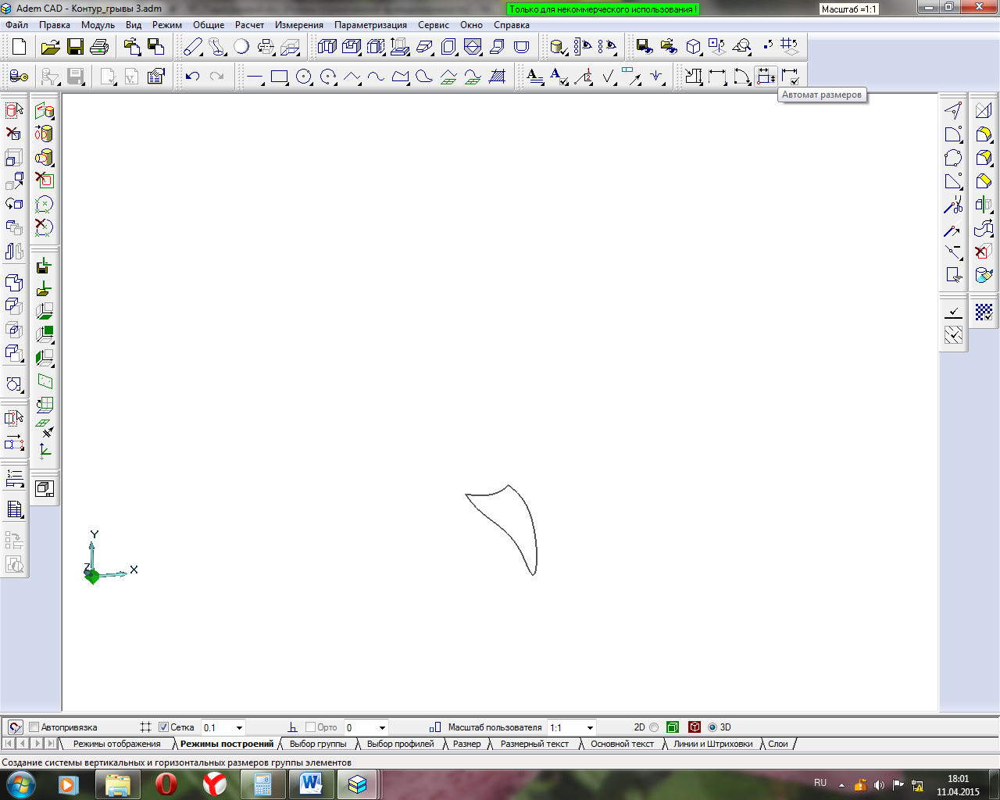 Adem CAD - Контур_грывы 3.adm
Только для некоммерческого использования !
Масштаб =1:1
Файл Правка Модуль Вид Режим Общие Расчет Измерения Параметризация Сервис Окно Справка
Автомат размеров
Y
Z
X
Автопривязка Сетка 0.1 Орто 0 Масштаб пользователя 1:1 2D 3D
Режимы отображения Режимы построений Выбор группы Выбор профилей Размер Размерный текст Основной текст Линии и Штриховки Слои
Создание системы вертикальных и горизонтальных размеров группы элементов
RU 18:01
11.04.2015